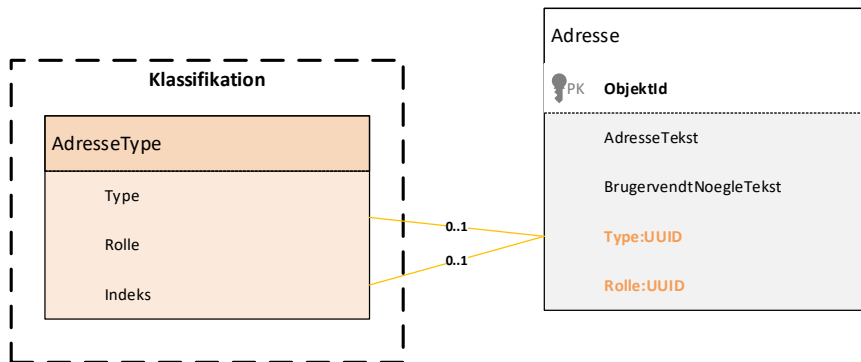 Klassifikation
AdresseType
Type
Rolle
Indeks
0..1
0..1
Adresse
PK ObjektId
AdresseTekst
BrugervendtNoegleTekst
Type:UUID
Rolle:UUID